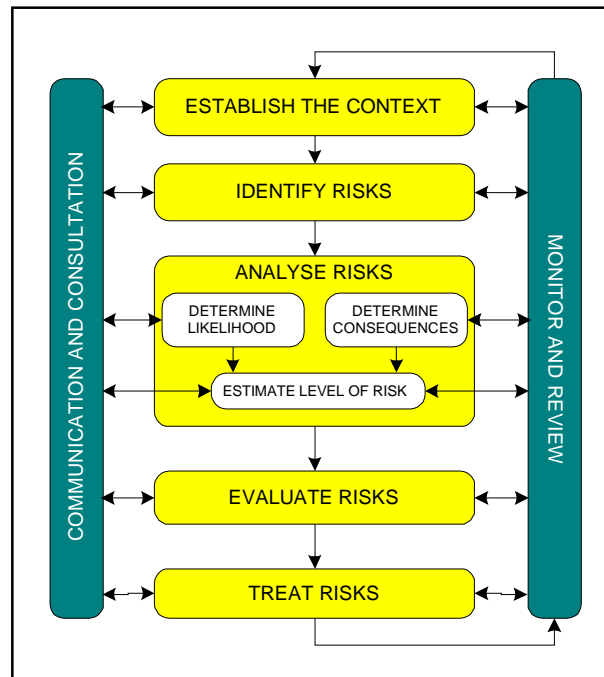 ESTABLISH THE CONTEXT
IDENTIFY RISKS
ANALYSE RISKS
DETERMINE
LIKELIHOOD
DETERMINE
CONSEQUENCES
ESTIMATE LEVEL OF RISK
EVALUATE RISKS
TREAT RISKS
COMMUNICATION AND CONSULTATION
MONITOR AND REVIEW